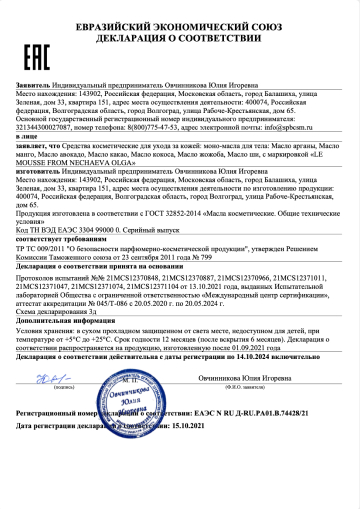 ЕВРАЗИЙСКИЙ ЭКОНОМИЧЕСКИЙ СОЮЗ
ДЕКЛАРАЦИЯ О СООТВЕТСТВИИ
ЕАС
Заявитель Индивидуальный предприниматель Овчинникова Юлия Игоревна
Место нахождения: 143902, Российская федерация, Московская область, город Балашиха, улица
Зеленая, дом 33, квартира 151, адрес места осуществления деятельности: 400074, Российская
федерация, Волгоградская область, город Волгоград, улица Рабоче-Крестьянская, дом 65.
Основной государственный регистрационный номер индивидуального предпринимателя:
321344300027087, номер телефона: 8(800)775-47-53, адрес электронной почты: info@spbcsm.ru
в лице
заявляет, что Средства косметические для ухода за кожей: моно-масла для тела: Масло арганы, Масло
манго, Масло авокадо, Масло какао, Масло кокоса, Масло жожоба, Масло ши, с маркировкой «LE
MOUSSE FROM NECHAEVA OLGA»
изготовитель Индивидуальный предприниматель Овчинникова Юлия Игоревна
Место нахождения: 143902, Российская федерация, Московская область, город Балашиха, улица
Зеленая, дом 33, квартира 151, адрес места осуществления деятельности по изготовлению продукции:
400074, Российская федерация, Волгоградская область, город Волгоград, улица Рабоче-Крестьянская,
дом 65.
Продукция изготовлена в соответствии с ГОСТ 32852-2014 «Масла косметические. Общие технические
условия»
Код ТН ВЭД ЕАЭС 3304 99000 0. Серийный выпуск
соответствует требованиям
ТР ТС 009/2011 "О безопасности парфюмерно-косметической продукции", утвержден Решением
Комиссии Таможенного союза от 23 сентября 2011 года № 799
Декларация о соответствии принята на основании
Протоколов испытаний №№ 21MCS12370848, 21MCS12370887, 21MCS12370966, 21MCS12371011,
21MCS12371047, 21MCS12371074, 21MCS12371104 от 13.10.2021 года, выданных Испытательной
лабораторией Общества с ограниченной ответственностью «Международный центр сертификации»,
аттестат аккредитации № 045/Т-086 с 20.05.2020 г. по 20.05.2024 г.
Схема декларирования 3д
Дополнительная информация
Условия хранения: в сухом прохладном защищенном от света месте, недоступном для детей, при
температуре от +5°С до +25°С. Срок годности 12 месяцев (после вскрытия 6 месяцев). Декларация о
соответствии распространяется на продукцию, изготовленную после 01.09.2021 года
Декларация о соответствии действительна с даты регистрации по 14.10.2024 включительно
Овчинникова Юлия Игоревна
(подпись)
М. П.
(Ф.И.О. заявителя)
Овчинникова
Юлия
Игоревна
Регистрационный номер декларации о соответствии: ЕАЭС N RU Д-RU.РА01.В.74428/21
Дата регистрации декларации о соответствии: 15.10.2021